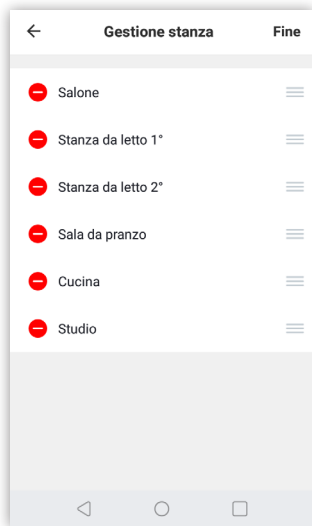 Gestione stanza Fine
Salone
Stanza da letto 1°
Stanza da letto 2°
Sala da pranzo
Cucina
Studio